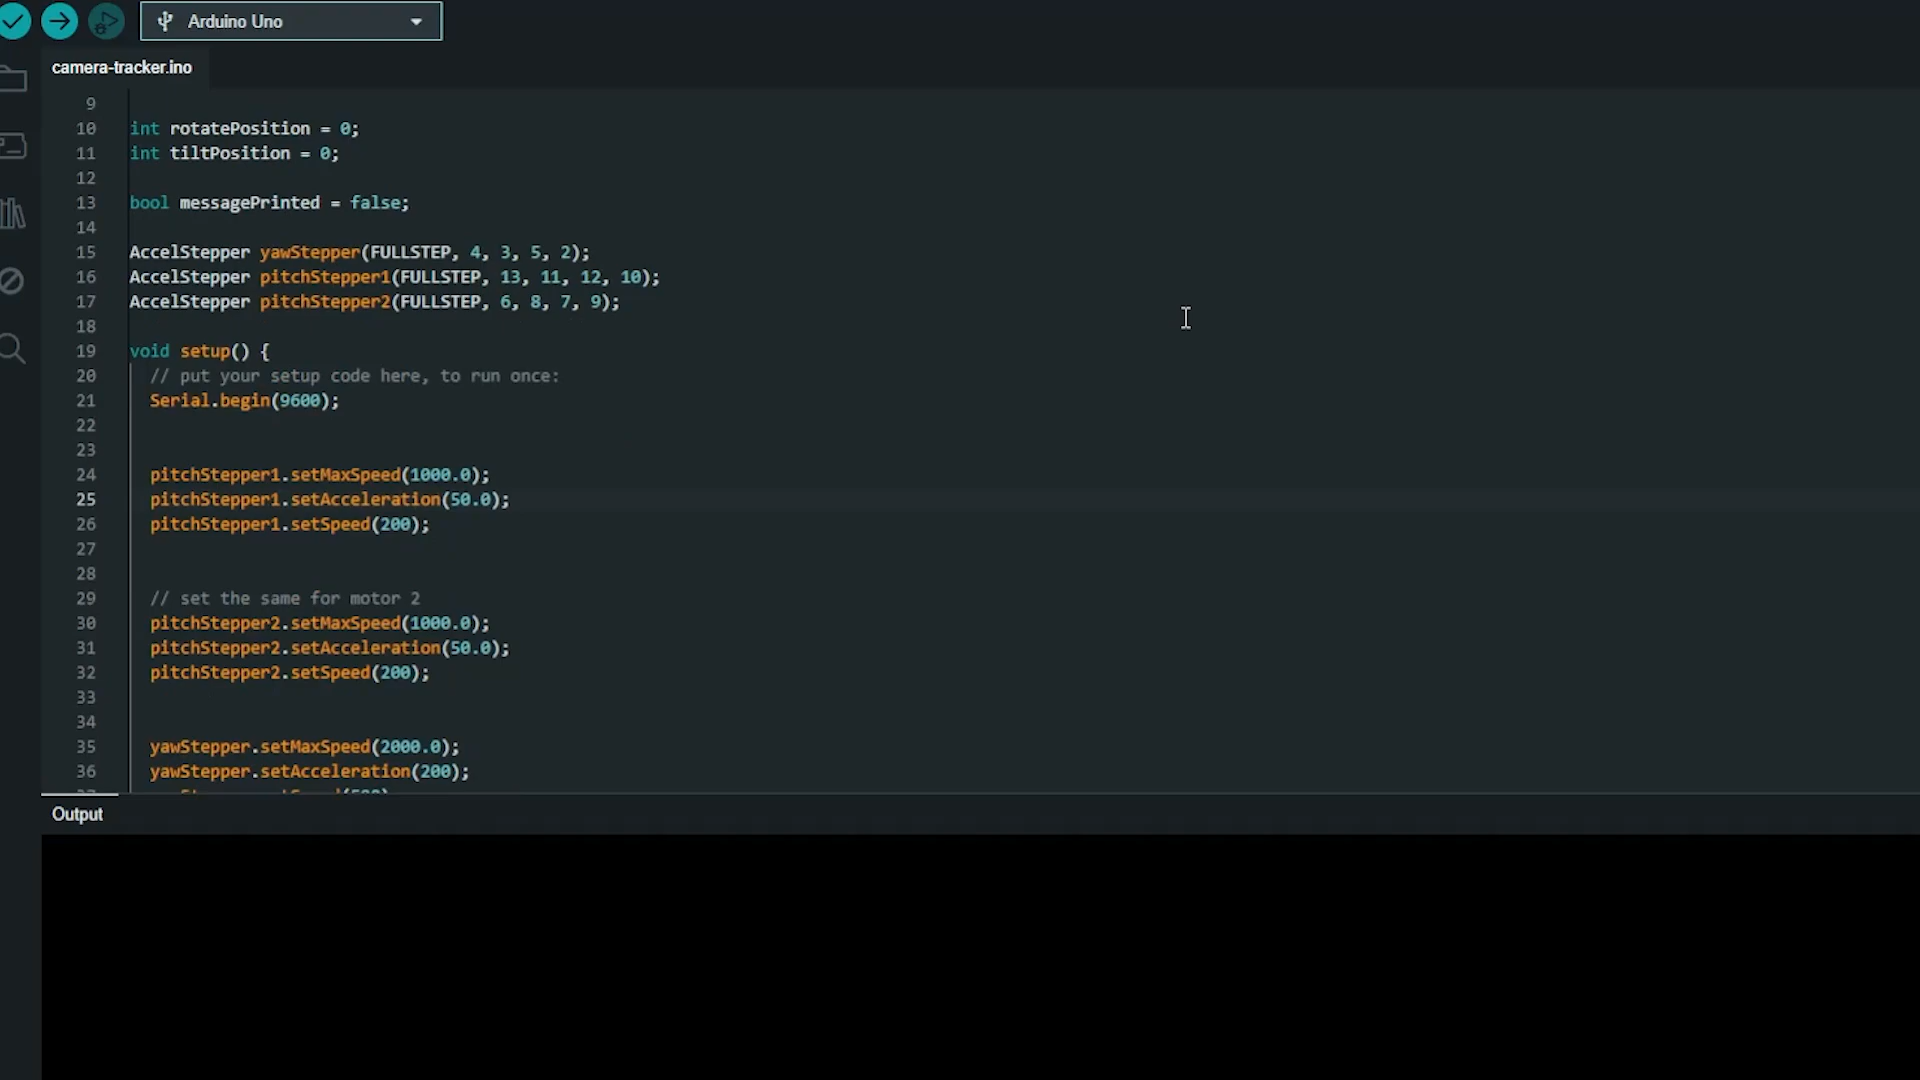 Arduino Uno
camera-tracker.ino
9
10 int rotatePosition = 0;
11 int tiltPosition = 0;
12
13 bool messagePrinted = false;
14
15 AccelStepper yawStepper(FULLSTEP, 4, 3, 5, 2);
16 AccelStepper pitchStepper1(FULLSTEP, 13, 11, 12, 10);
17 AccelStepper pitchStepper2(FULLSTEP, 6, 8, 7, 9);
18
19 void setup() {
20 // put your setup code here, to run once:
21 Serial.begin(9600);
22
23
24 pitchStepper1.setMaxSpeed(1000.0);
25 pitchStepper1.setAcceleration(50.0);
26 pitchStepper1.setSpeed(200);
27
28
29 // set the same for motor 2
30 pitchStepper2.setMaxSpeed(1000.0);
31 pitchStepper2.setAcceleration(50.0);
32 pitchStepper2.setSpeed(200);
33
34
35 yawStepper.setMaxSpeed(2000.0);
36 yawStepper.setAcceleration(200);
Output